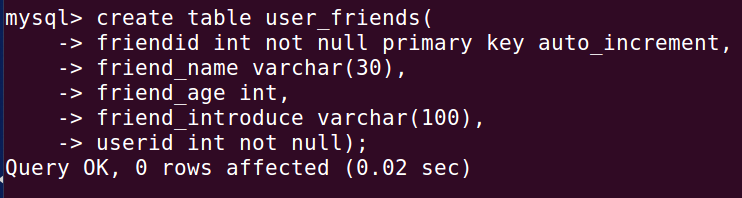 mysql> create table user_friends(
    -> friendid int not null primary key auto_increment,
    -> friend_name varchar(30),
    -> friend_age int,
    -> friend_introduce varchar(100),
    -> userid int not null);
Query OK, 0 rows affected (0.02 sec)